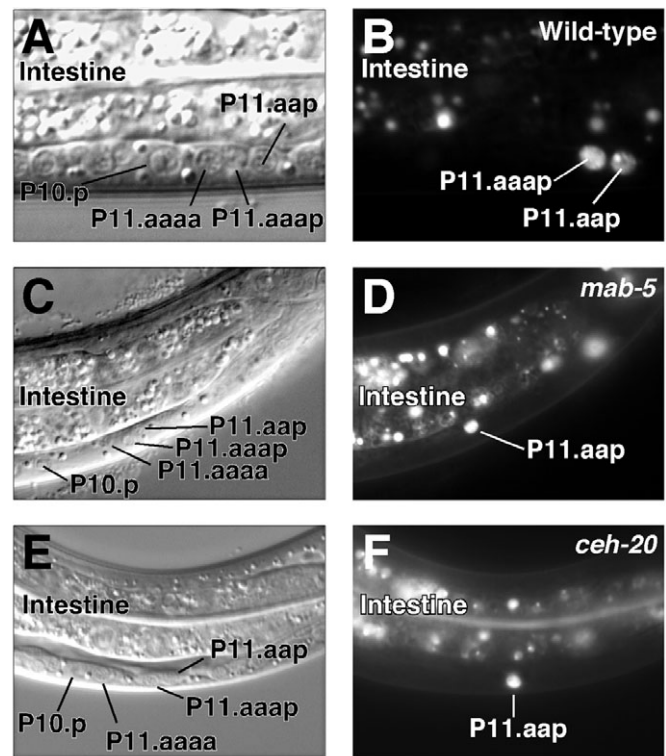 A
Intestine
P11.aap
P10.p
P11.aaaa P11.aaap
B
Wild-type
Intestine
P11.aaap
P11.aap
C
Intestine
P11.aap
P11.aaap
P11.aaaa
P10.p
D
mab-5
Intestine
P11.aap
E
Intestine
P11.aap
P11.aaap
P10.p
P11.aaaa
F
ceh-20
Intestine
P11.aap